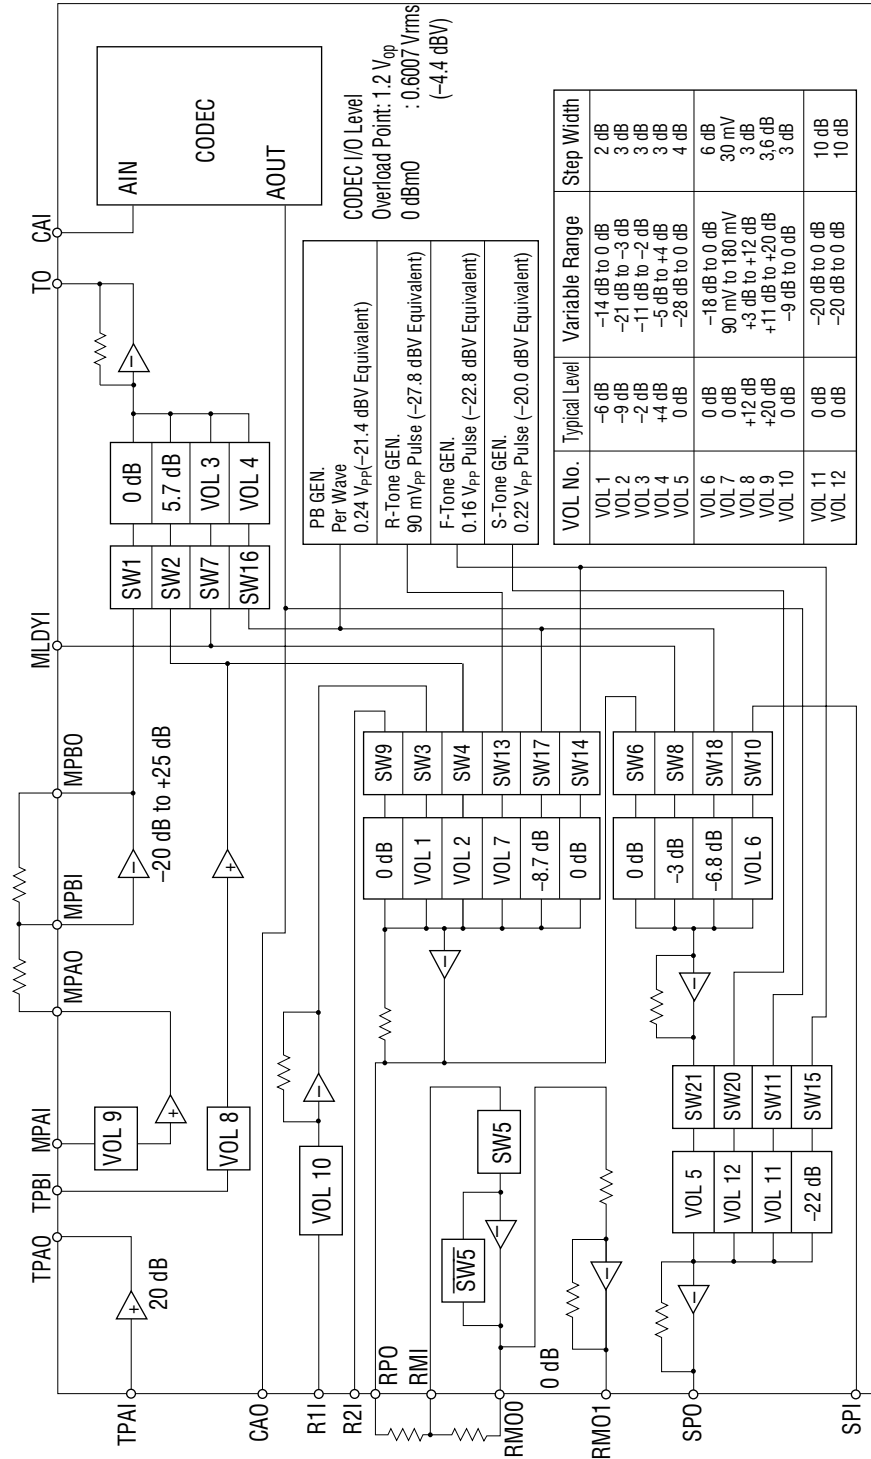 TPAO
TPBI
MPAI
MPAO
MPBI
MPBO
MLDYI
TO
CAI
TPAI
CAO
R1I
R2I
RPO
RMI
RMO0
RMO1
SPO
SPI
+
20 dB
VOL 9
+
VOL 8
+
–
–20 dB to +25 dB
SW1
SW2
SW7
SW16
0 dB
5.7 dB
VOL 3
VOL 4
–
AIN
CODEC
AOUT
CODEC I/O Level
Overload Point: 1.2 Vop
0 dBmO : 0.6007 Vrms
(–4.4 dBV)
VOL 10
–
PB GEN.
Per Wave
0.24 VPP(–21.4 dBV Equivalent)
R-Tone GEN.
90 mVPP Pulse (–27.8 dBV Equivalent)
F-Tone GEN.
0.16 VPP Pulse (–22.8 dBV Equivalent)
S-Tone GEN.
0.22 VPP Pulse (–20.0 dBV Equivalent)
–
0 dB
VOL 1
VOL 2
VOL 7
–8.7 dB
0 dB
SW9
SW3
SW4
SW13
SW17
SW14
SW5
SW5
–
0 dB
–
–
0 dB
–3 dB
–6.8 dB
VOL 6
SW6
SW8
SW18
SW10
–
VOL 5
VOL 12
VOL 11
–22 dB
SW21
SW20
SW11
SW15
VOL No. Typical Level Variable Range Step Width
VOL 1 –6 dB –14 dB to 0 dB 2 dB
VOL 2 –9 dB –21 dB to –3 dB 3 dB
VOL 3 –2 dB –11 dB to –2 dB 3 dB
VOL 4 +4 dB –5 dB to +4 dB 3 dB
VOL 5 0 dB –28 dB to 0 dB 4 dB
VOL 6 0 dB –18 dB to 0 dB 6 dB
VOL 7 0 dB 90 mV to 180 mV 30 mV
VOL 8 +12 dB +3 dB to +12 dB 3 dB
VOL 9 +20 dB +11 dB to +20 dB 3,6 dB
VOL 10 0 dB –9 dB to 0 dB 3 dB
VOL 11 0 dB –20 dB to 0 dB 10 dB
VOL 12 0 dB –20 dB to 0 dB 10 dB